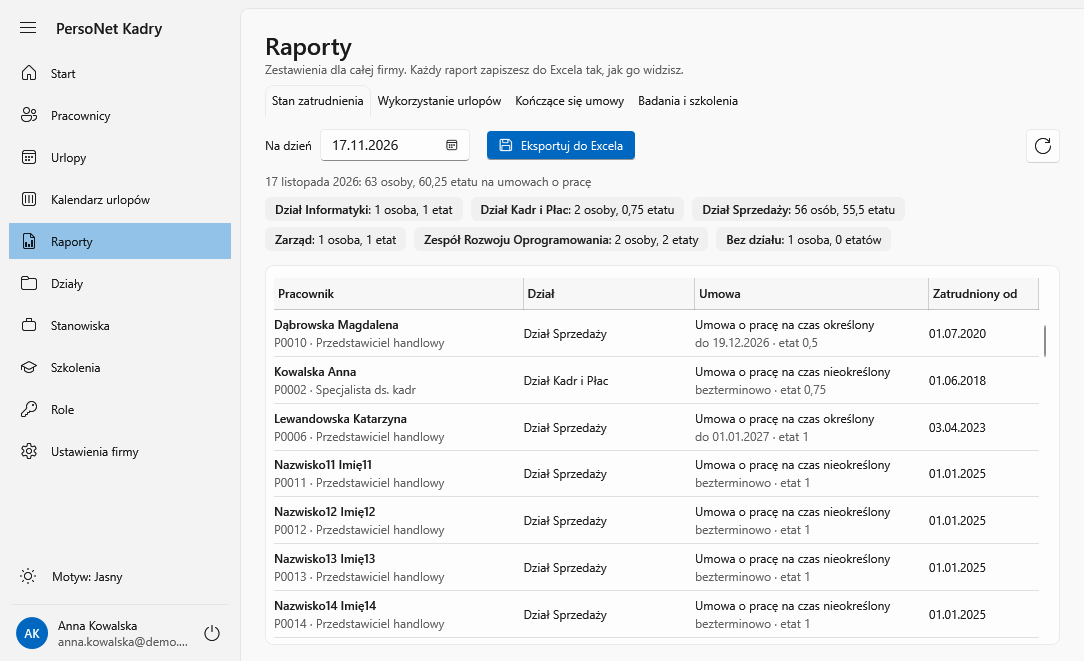 PersoNet Kadry
Start
Pracownicy
Urlopy
Kalendarz urlopów
Raporty
Działy
Stanowiska
Szkolenia
Role
Ustawienia firmy
Motyw: Jasny
AK
Anna Kowalska
anna.kowalska@demo....
Raporty
Zestawienia dla całej firmy. Każdy raport zapiszesz do Excela tak, jak go widzisz.
Stan zatrudnienia Wykorzystanie urlopów Kończące się umowy Badania i szkolenia
Na dzień 17.11.2026 Eksportuj do Excela
17 listopada 2026: 63 osoby, 60,25 etatu na umowach o pracę
Dział Informatyki: 1 osoba, 1 etat Dział Kadr i Płac: 2 osoby, 0,75 etatu Dział Sprzedaży: 56 osób, 55,5 etatu
Zarząd: 1 osoba, 1 etat Zespół Rozwoju Oprogramowania: 2 osoby, 2 etaty Bez działu: 1 osoba, 0 etatów
Pracownik Dział Umowa Zatrudniony od
Dąbrowska Magdalena
P0010 · Przedstawiciel handlowy
Dział Sprzedaży
Umowa o pracę na czas określony
do 19.12.2026 · etat 0,5
01.07.2020
Kowalska Anna
P0002 · Specjalista ds. kadr
Dział Kadr i Płac
Umowa o pracę na czas nieokreślony
bezterminowo · etat 0,75
01.06.2018
Lewandowska Katarzyna
P0006 · Przedstawiciel handlowy
Dział Sprzedaży
Umowa o pracę na czas określony
do 01.01.2027 · etat 1
03.04.2023
Nazwisko11 Imię11
P0011 · Przedstawiciel handlowy
Dział Sprzedaży
Umowa o pracę na czas nieokreślony
bezterminowo · etat 1
01.01.2025
Nazwisko12 Imię12
P0012 · Przedstawiciel handlowy
Dział Sprzedaży
Umowa o pracę na czas nieokreślony
bezterminowo · etat 1
01.01.2025
Nazwisko13 Imię13
P0013 · Przedstawiciel handlowy
Dział Sprzedaży
Umowa o pracę na czas nieokreślony
bezterminowo · etat 1
01.01.2025
Nazwisko14 Imię14
P0014 · Przedstawiciel handlowy
Dział Sprzedaży
Umowa o pracę na czas nieokreślony
bezterminowo · etat 1
01.01.2025